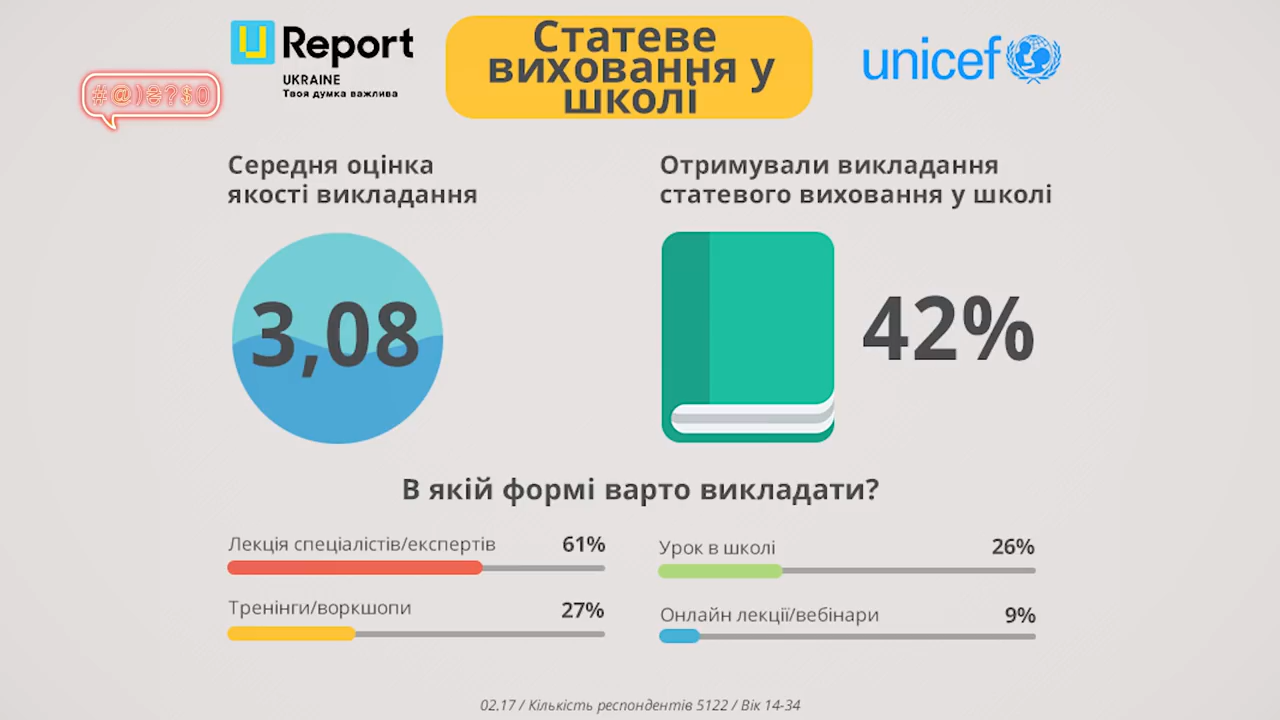 U Report
UKRAINE
Твоя думка важлива
#@)₴?$0
Статеве
виховання у
школі
unicef
Середня оцінка
якості викладання
3,08
Отримували викладання
статевого виховання у школі
42%
В якій формі варто викладати?
Лекція спеціалістів/експертів 61%
Урок в школі 26%
Тренінги/воркшопи 27%
Онлайн лекції/вебінари 9%
02.17 / Кількість респондентів 5122 / Вік 14-34